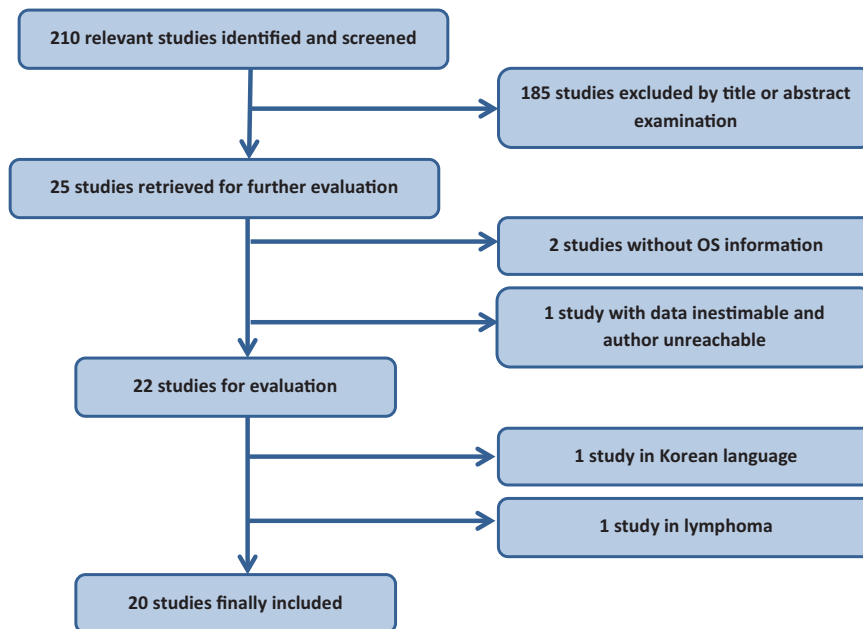 210 relevant studies identified and screened
185 studies excluded by title or abstract
examination
25 studies retrieved for further evaluation
2 studies without OS information
1 study with data inestimable and
author unreachable
22 studies for evaluation
1 study in Korean language
1 study in lymphoma
20 studies finally included